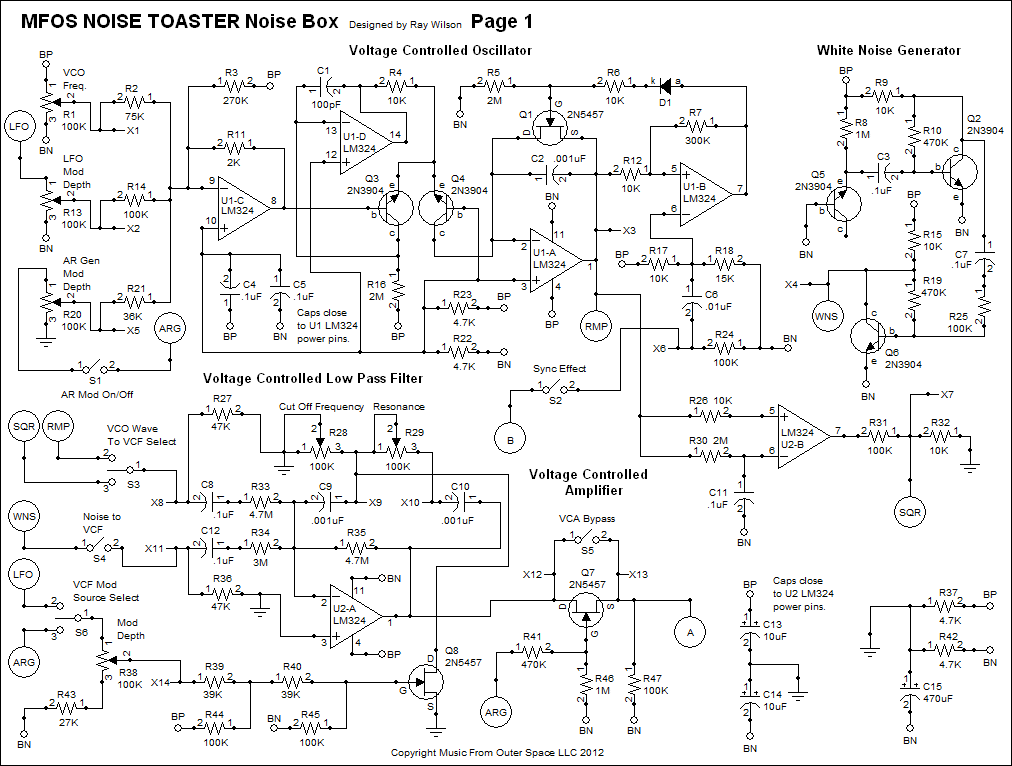 MFOS NOISE TOASTER Noise Box Designed by Ray Wilson Page 1
Voltage Controlled Oscillator
White Noise Generator
BP
VCO
Freq.
1
2
3
R1
100K
BN
LFO
R2
75K
X1
R3
270K
BP
R11
2K
LFO
Mod
Depth
R13
100K
BN
R14
100K
X2
AR Gen
Mod
Depth
R20
100K
R21
36K
X5
ARG
S1
AR Mod On/Off
9
10
8
U1-C
LM324
C4
.1uF
BP
C5
.1uF
BN
Caps close
to U1 LM324
power pins.
C1
100pF
R4
10K
13
12
14
U1-D
LM324
Q3
2N3904
e
b
c
Q4
2N3904
e
b
c
R16
2M
BP
R23
4.7K
BP
R22
4.7K
BN
R5
2M
BN
R6
10K
k
a
D1
Q1
2N5457
G
D
S
C2
.001uF
BN
11
2
3
1
4
U1-A
LM324
BP
R12
10K
R7
300K
5
6
7
U1-B
LM324
X3
BP
R17
10K
R18
15K
C6
.01uF
RMP
X6
R24
100K
BN
Sync Effect
S2
B
BP
R8
1M
R9
10K
R10
470K
Q2
2N3904
c
b
e
BN
C3
.1uF
Q5
2N3904
e
b
c
BN
BP
R15
10K
C7
.1uF
X4
WNS
R19
470K
R25
100K
c
b
e
Q6
2N3904
BN
R26 10K
R30 2M
5
6
7
LM324
U2-B
C11
.1uF
BN
R31
100K
X7
R32
10K
SQR
Voltage Controlled Low Pass Filter
SQR
RMP
VCO Wave
To VCF Select
S3
X8
R27
47K
Cut Off Frequency
R28
100K
Resonance
R29
100K
C8
.1uF
R33
4.7M
C9
.001uF
X9
X10
C10
.001uF
WNS
Noise to
VCF
S4
X11
C12
.1uF
R34
3M
R35
4.7M
R36
47K
BN
11
2
3
1
4
U2-A
LM324
BP
LFO
VCF Mod
Source Select
S6
ARG
Mod
Depth
R38
100K
R43
27K
BN
X14
R39
39K
R40
39K
BP
R44
100K
BN
R45
100K
Q8
2N5457
D
G
S
Voltage Controlled
Amplifier
VCA Bypass
S5
X12
X13
Q7
2N5457
D
S
G
A
R41
470K
ARG
R46
1M
BN
R47
100K
BN
BP
Caps close
to U2 LM324
power pins.
C13
10uF
C14
10uF
BN
R37
4.7K
BP
R42
4.7K
BN
C15
470uF
BN
Copyright Music From Outer Space LLC 2012